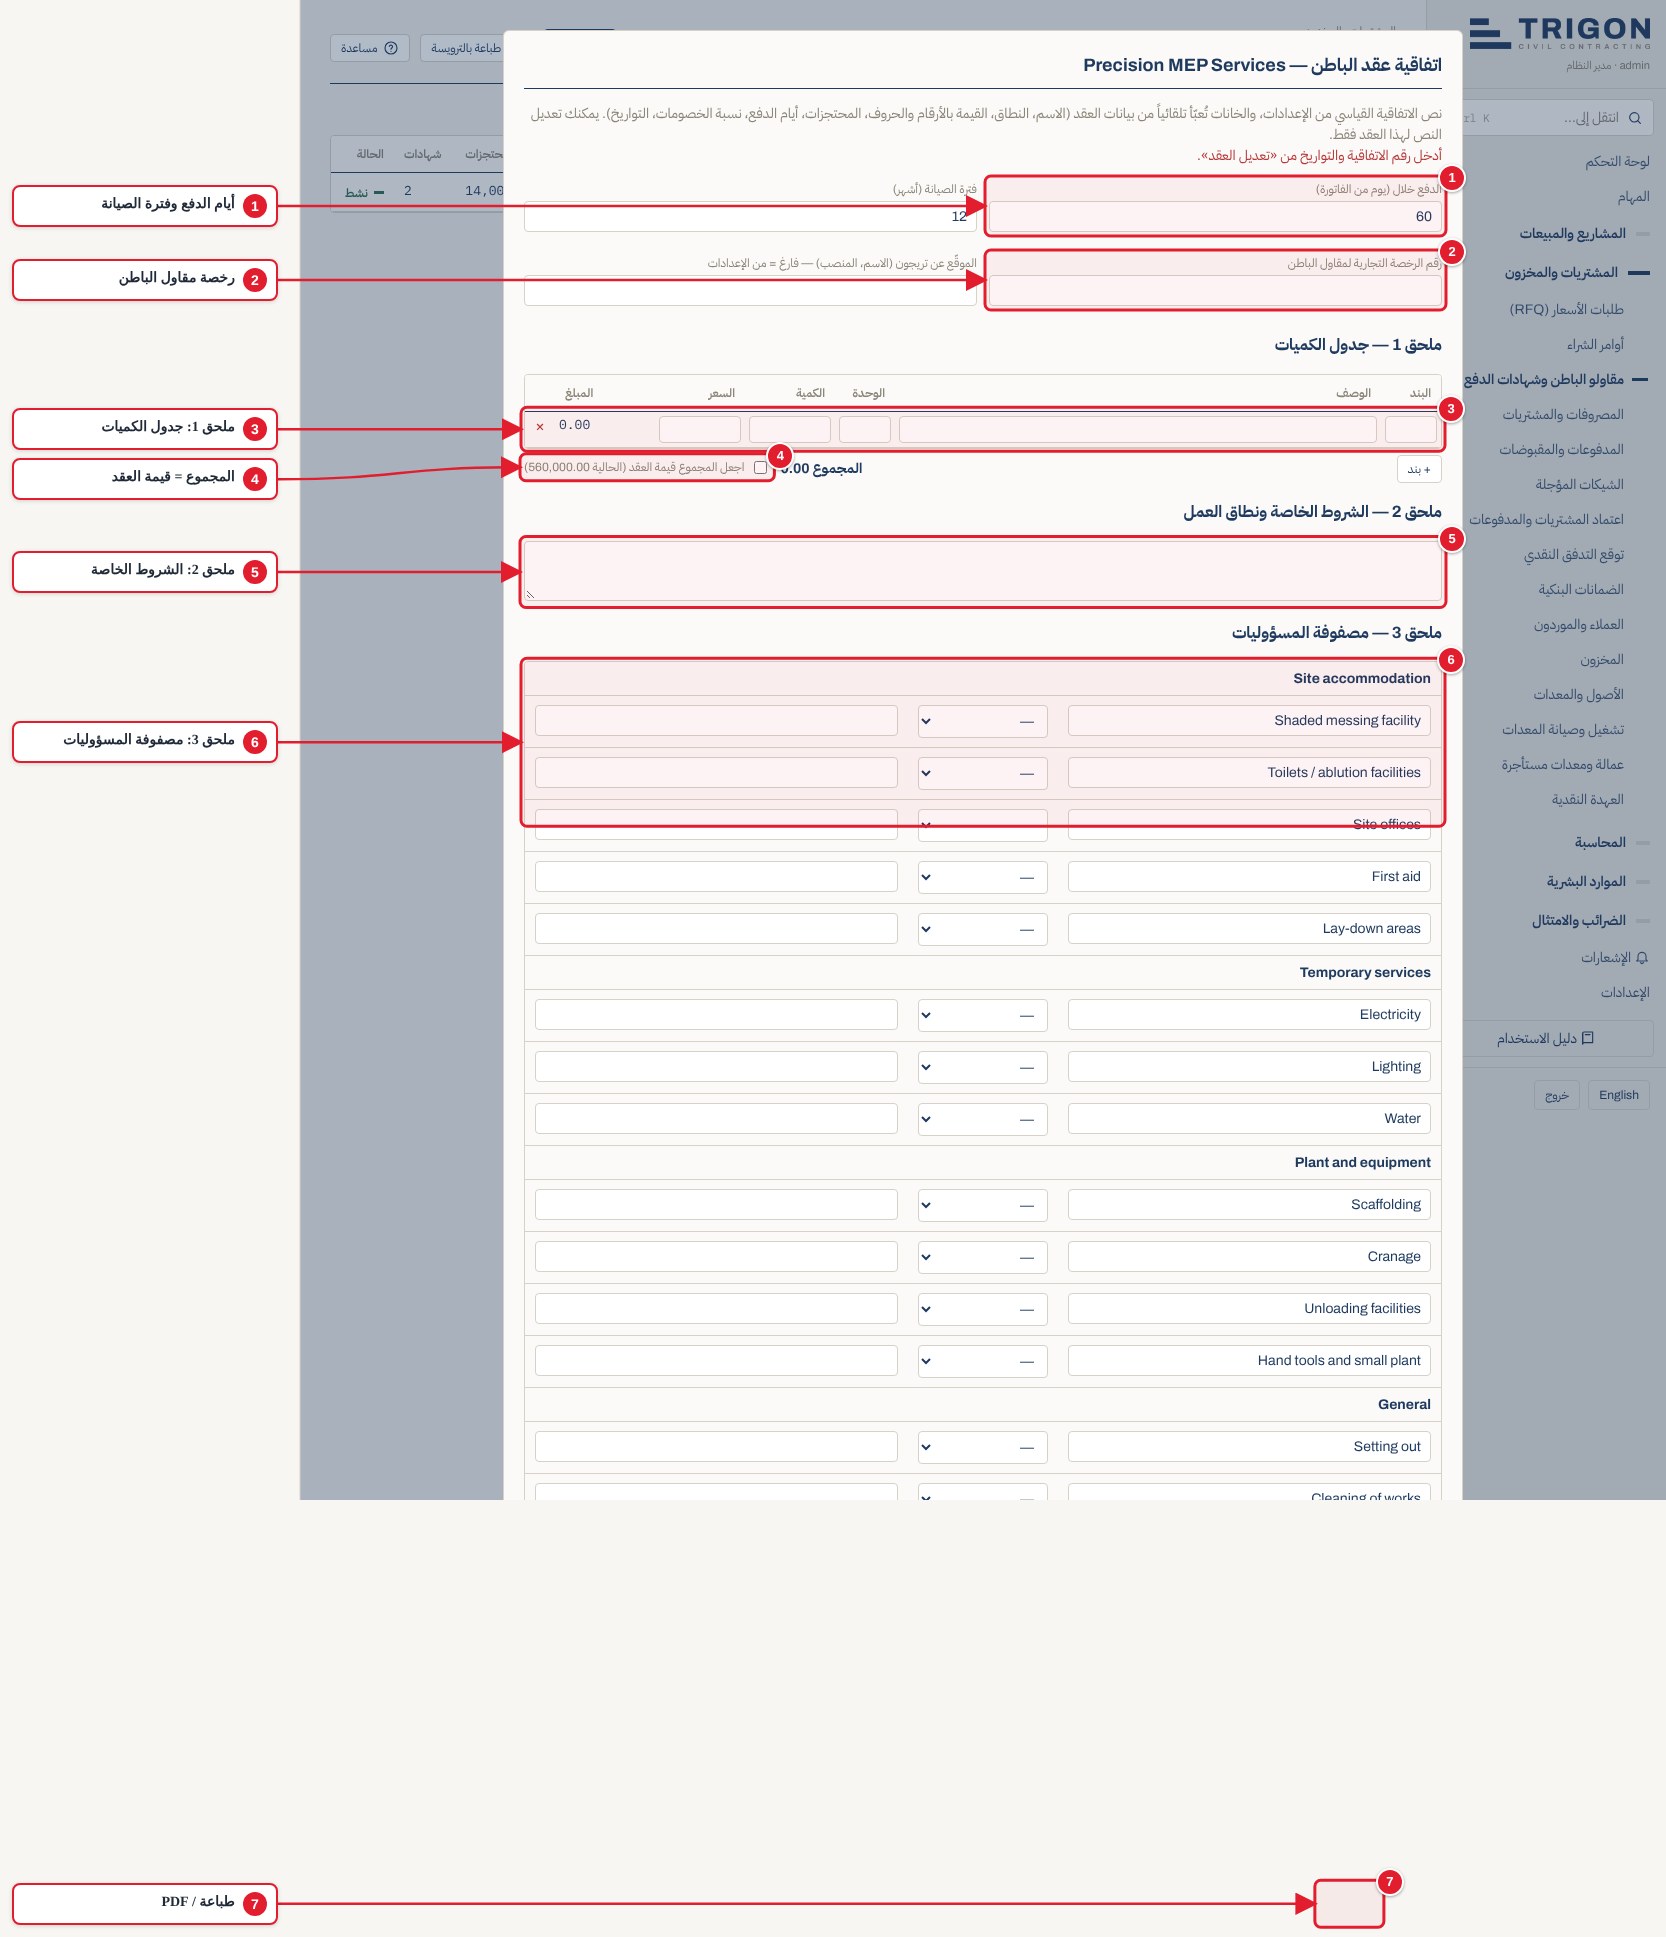 TRIGON
CIVIL CONTRACTING
admin · مدير النظام
انتقل إلى...
rl K
لوحة التحكم
المهام
المشاريع والمبيعات
المشتريات والمخزون
طلبات الأسعار (RFQ)
أوامر الشراء
مقاولو الباطن وشهادات الدفع
المصروفات والمشتريات
المدفوعات والمقبوضات
الشيكات المؤجلة
اعتماد المشتريات والمدفوعات
توقع التدفق النقدي
الضمانات البنكية
العملاء والموردون
المخزون
الأصول والمعدات
تشغيل وصيانة المعدات
عمالة ومعدات مستأجرة
العهدة النقدية
المحاسبة
الموارد البشرية
الضرائب والامتثال
الإشعارات
الإعدادات
دليل الاستخدام
English
خروج
طباعة بالترويسة
مساعدة
شهادات
الحالة
14,00
2
نشط
اتفاقية عقد الباطن — Precision MEP Services
نص الاتفاقية القياسي من الإعدادات، والخانات تُعبّأ تلقائياً من بيانات العقد (الاسم، النطاق، القيمة بالأرقام والحروف، المحتجزات، أيام الدفع، نسبة الخصومات، التواريخ). يمكنك تعديل
النص لهذا العقد فقط.
أدخل رقم الاتفاقية والتواريخ من «تعديل العقد».
الدفع خلال (يوم من الفاتورة)
فترة الصيانة (أشهر)
1
60
12
رقم الرخصة التجارية لمقاول الباطن
الموقّع عن تريجون (الاسم، المنصب) — فارغ = من الإعدادات
2
ملحق 1 — جدول الكميات
البند
الوصف
الوحدة
الكمية
السعر
المبلغ
3
0.00
×
+ بند
المجموع 0.00
4
اجعل المجموع قيمة العقد (الحالية 560,000.00)
ملحق 2 — الشروط الخاصة ونطاق العمل
5
ملحق 3 — مصفوفة المسؤوليات
6
Site accommodation
Shaded messing facility
—
Toilets / ablution facilities
—
Site offices
First aid
—
Lay-down areas
—
Temporary services
Electricity
—
Lighting
—
Water
—
Plant and equipment
Scaffolding
—
Cranage
—
Unloading facilities
—
Hand tools and small plant
—
General
Setting out
—
Cleaning of works
—
1 أيام الدفع وفترة الصيانة
2 رخصة مقاول الباطن
3 ملحق 1: جدول الكميات
4 المجموع = قيمة العقد
5 ملحق 2: الشروط الخاصة
6 ملحق 3: مصفوفة المسؤوليات
7 طباعة / PDF
7